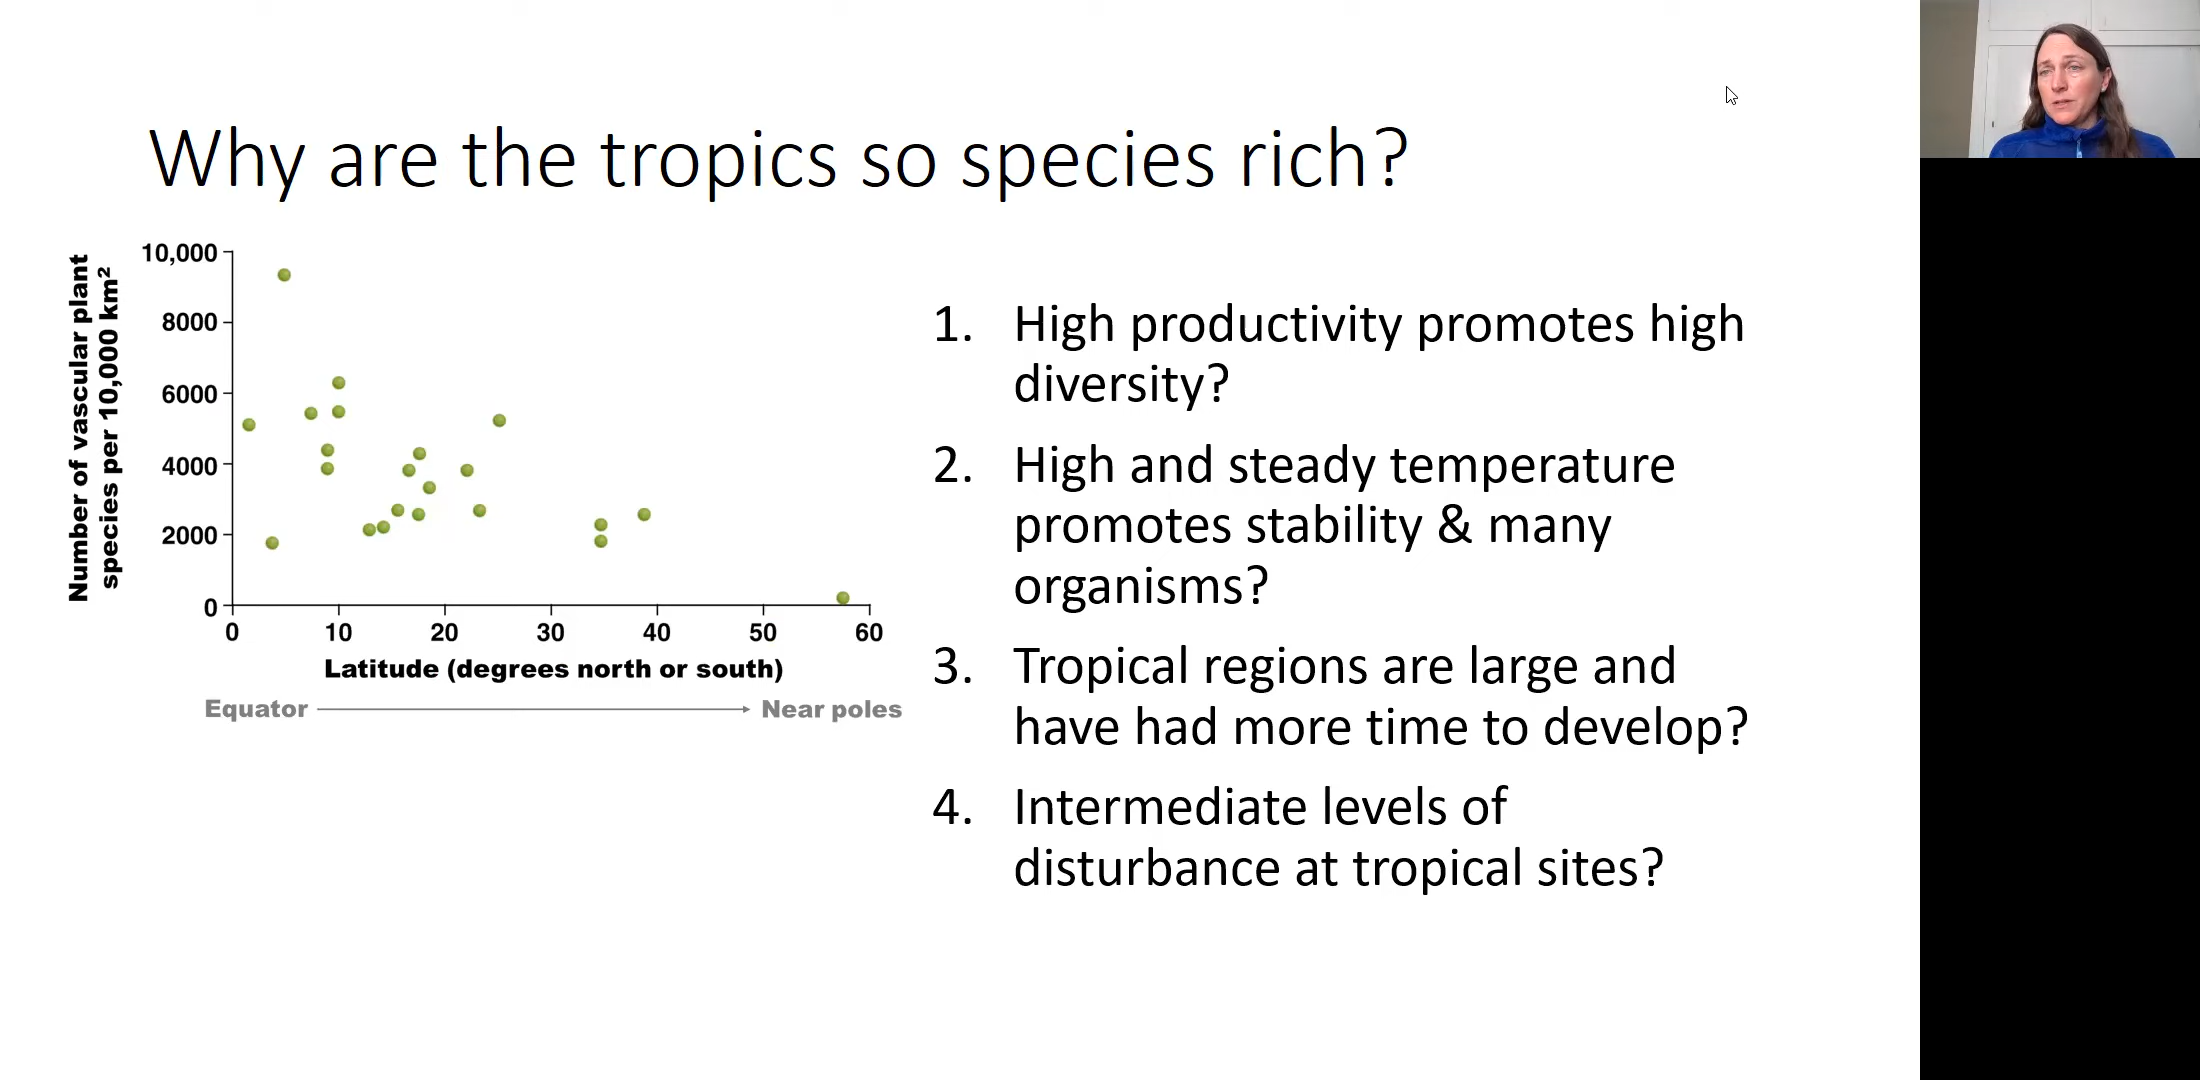 Why are the tropics so species rich?
Number of vascular plant
species per 10,000 km²
10,000
8000
6000
4000
2000
0
0 10 20 30 40 50 60
Latitude (degrees north or south)
Equator Near poles
1. High productivity promotes high
diversity?
2. High and steady temperature
promotes stability & many
organisms?
3. Tropical regions are large and
have had more time to develop?
4. Intermediate levels of
disturbance at tropical sites?